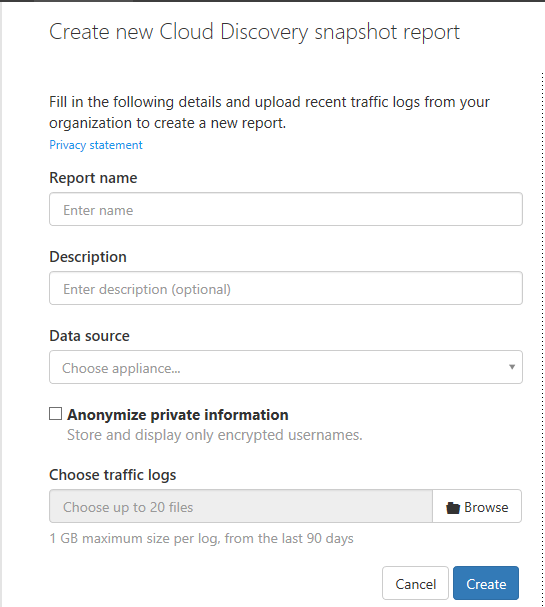 Create new Cloud Discovery snapshot report
Fill in the following details and upload recent traffic logs from your
organization to create a new report.
Privacy statement
Report name
Enter name
Description
Enter description (optional)
Data source
Choose appliance...
Anonymize private information
Store and display only encrypted usernames.
Choose traffic logs
Choose up to 20 files
Browse
1 GB maximum size per log, from the last 90 days
Cancel
Create